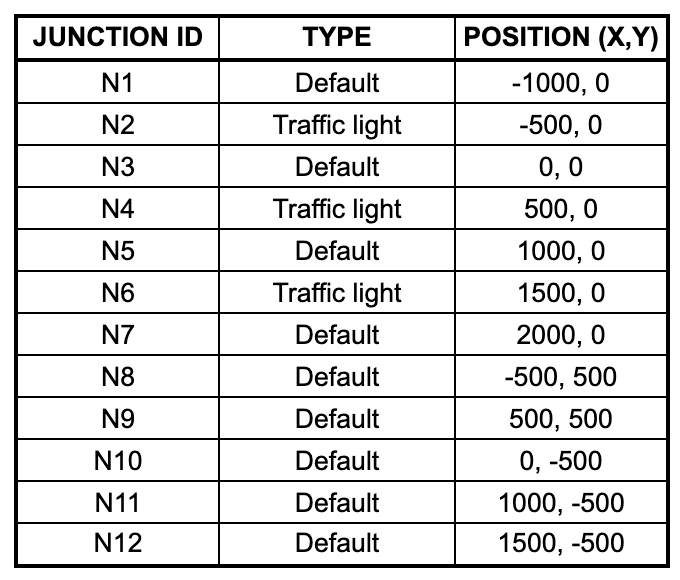 JUNCTION ID TYPE POSITION (X,Y)
N1 Default -1000, 0
N2 Traffic light -500, 0
N3 Default 0, 0
N4 Traffic light 500, 0
N5 Default 1000, 0
N6 Traffic light 1500, 0
N7 Default 2000, 0
N8 Default -500, 500
N9 Default 500, 500
N10 Default 0, -500
N11 Default 1000, -500
N12 Default 1500, -500